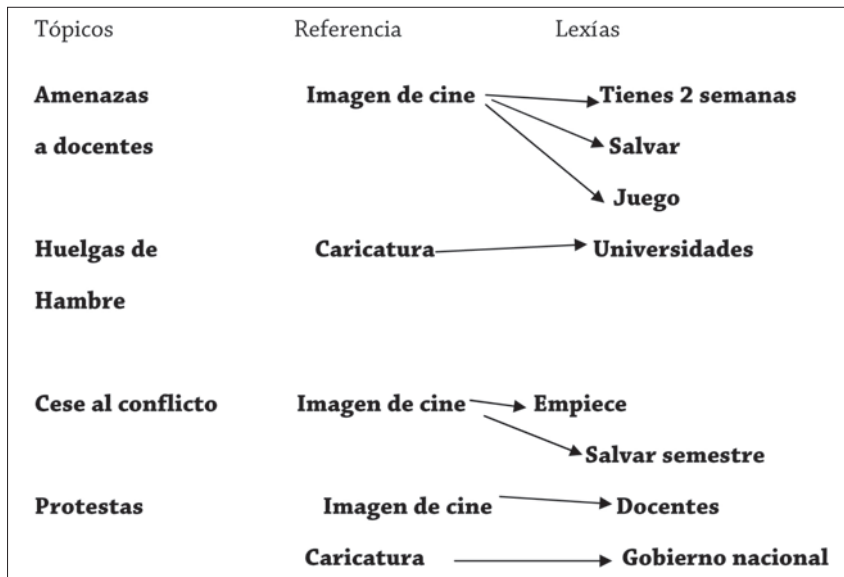 Tópicos Referencia Lexías
Amenazas Imagen de cine Tienes 2 semanas
a docentes Salvar
Juego
Huelgas de Caricatura Universidades
Hambre
Cese al conflicto Imagen de cine Empiece
Salvar semestre
Protestas Imagen de cine Docentes
Caricatura Gobierno nacional